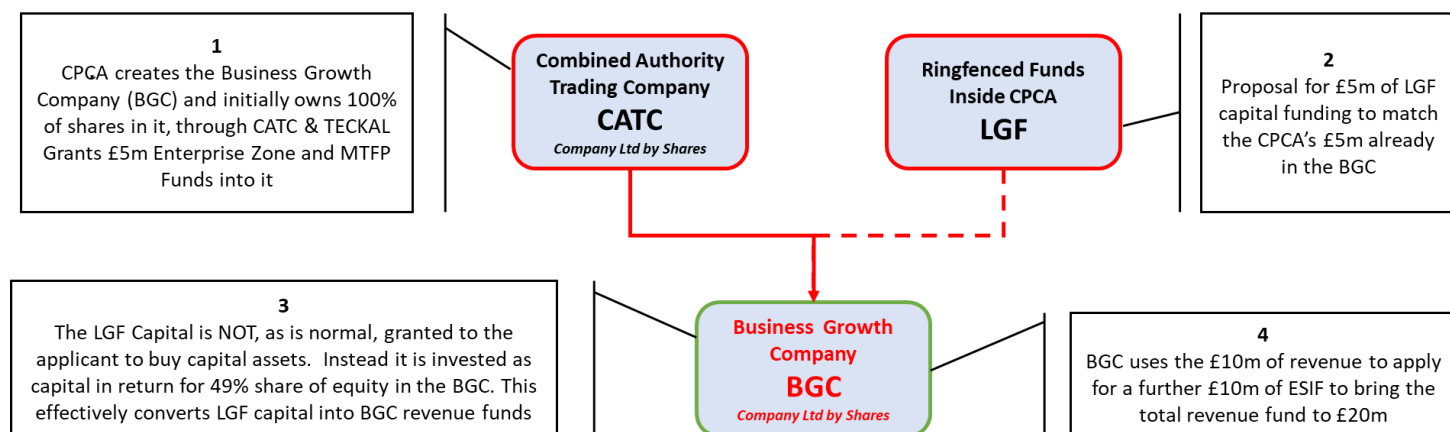 1
CPCA creates the Business Growth
Company (BGC) and initially owns 100%
of shares in it, through CATC & TECKAL
Grants £5m Enterprise Zone and MTFP
Funds into it
Combined Authority
Trading Company
CATC
Company Ltd by Shares
Ringfenced Funds
Inside CPCA
LGF
2
Proposal for £5m of LGF
capital funding to match
the CPCA's £5m already
in the BGC
3
The LGF Capital is NOT, as is normal, granted to the
applicant to buy capital assets.  Instead it is invested as
capital in return for 49% share of equity in the BGC. This
effectively converts LGF capital into BGC revenue funds
Business Growth
Company
BGC
Company Ltd by Shares
4
BGC uses the £10m of revenue to apply
for a further £10m of ESIF to bring the
total revenue fund to £20m